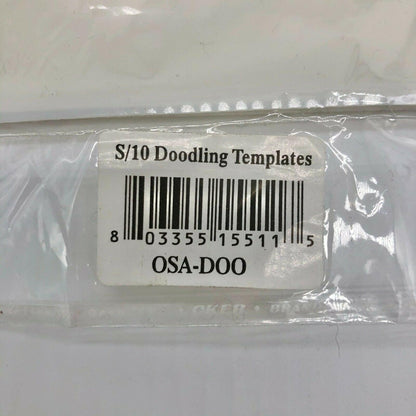 S/10 Doodling Templates
8 03355 15511 5
OSA-DOO